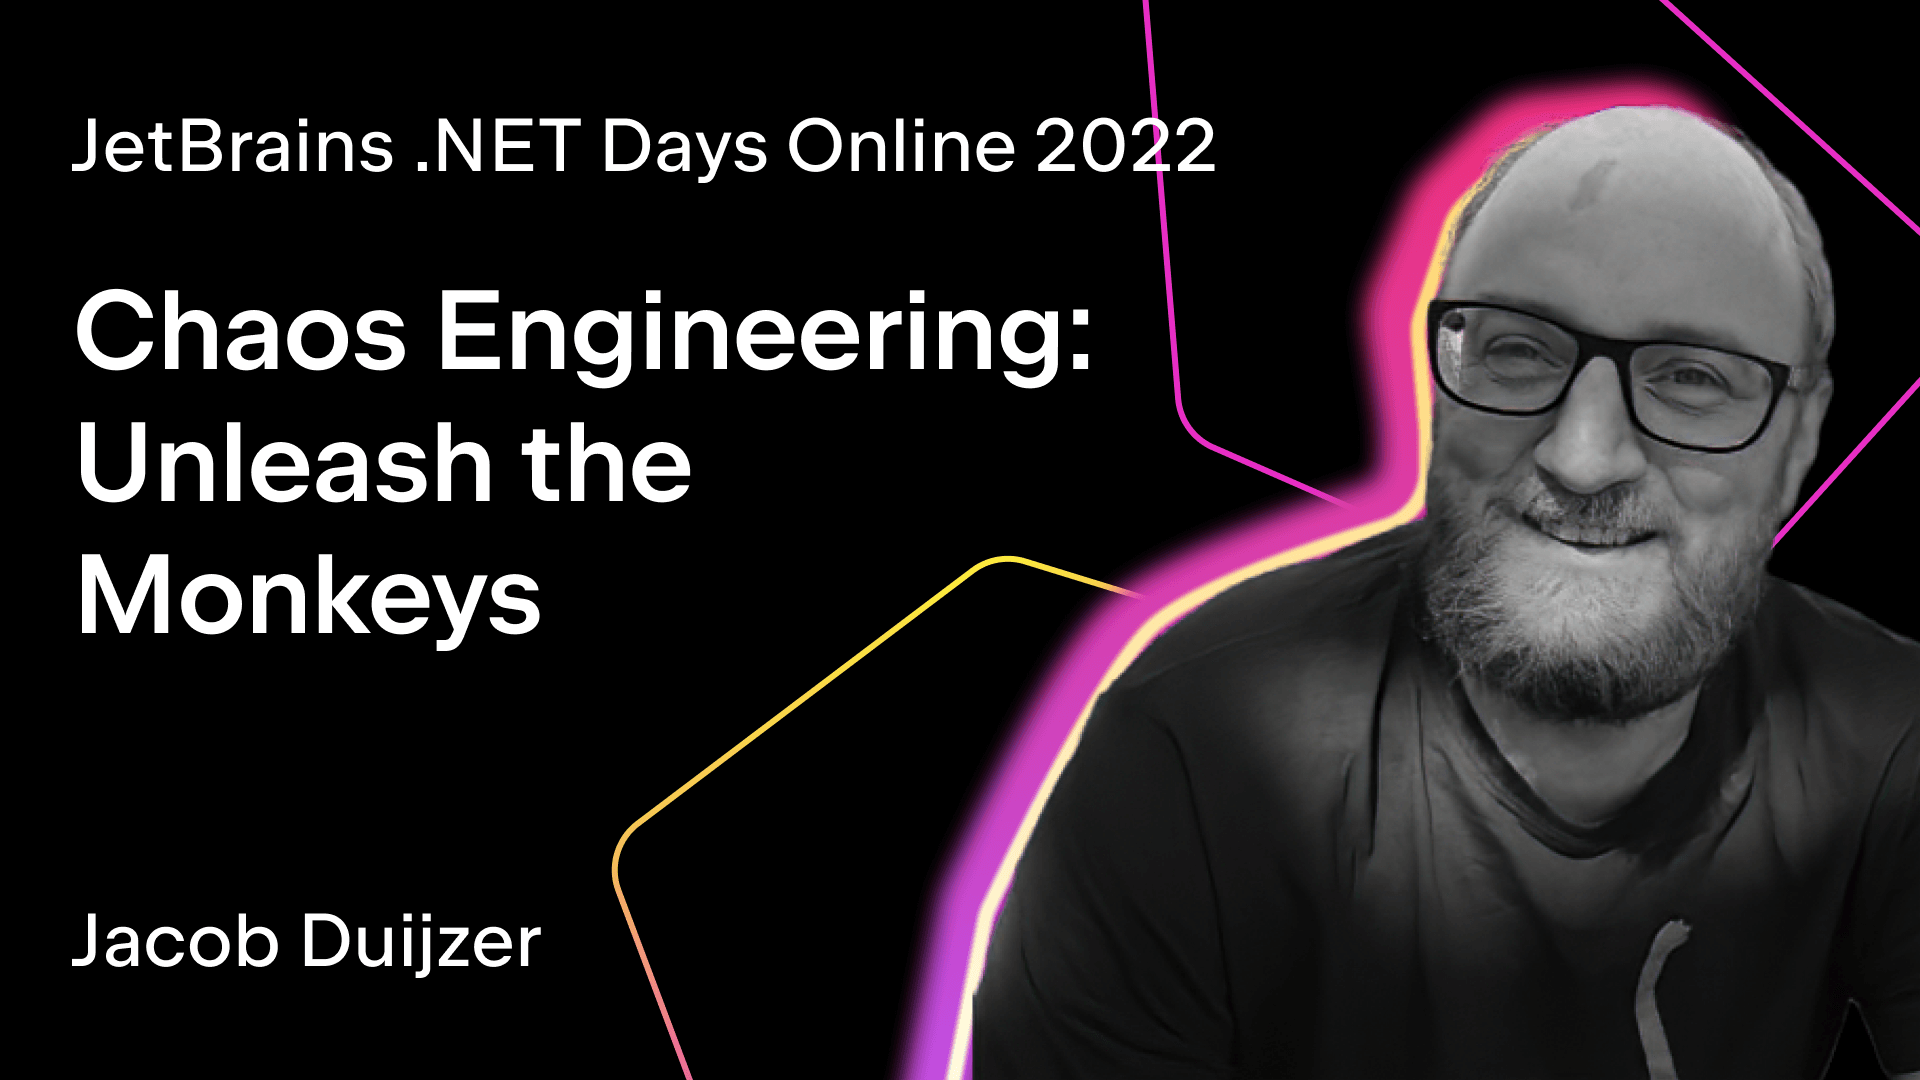 JetBrains .NET Days Online 2022
Chaos Engineering:
Unleash the
Monkeys
Jacob Duijzer